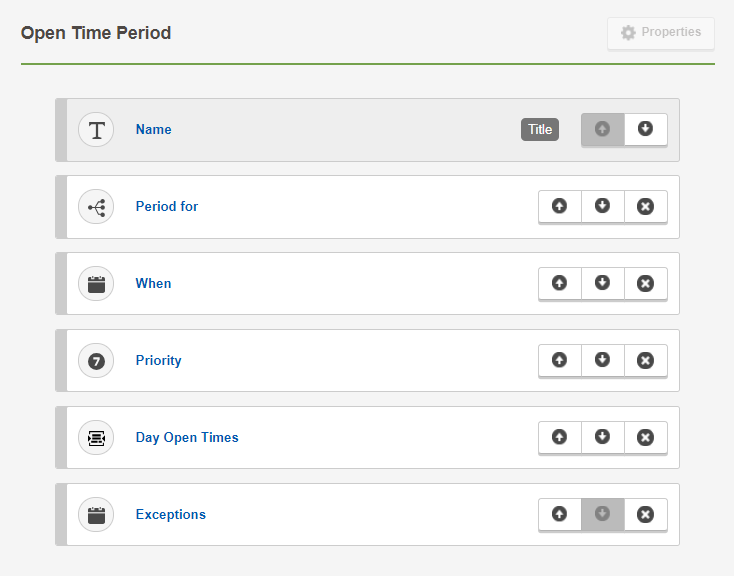 Open Time Period
Properties
Name
Title
Period for
When
7
Priority
Day Open Times
Exceptions